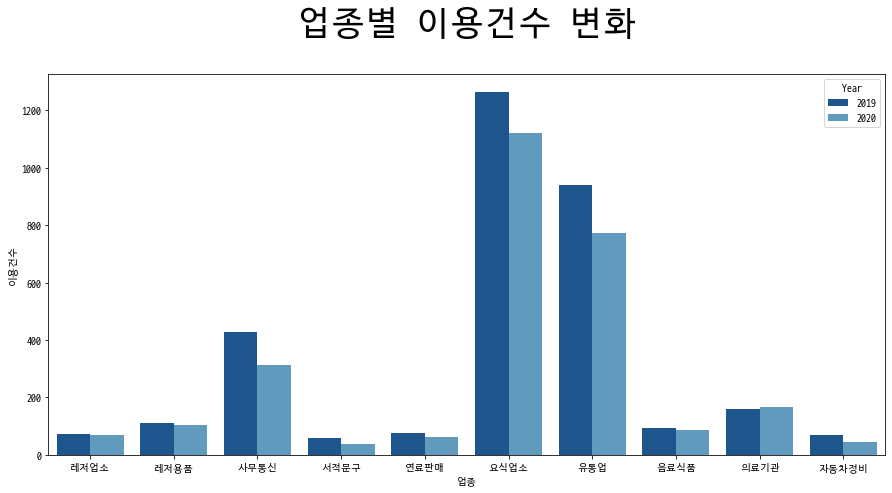 업종별 이용건수 변화
Year
2019
2020
1200
1000
800
600
400
200
0
이용건수
레저업소 레저용품 사무통신 서적문구 연료판매 요식업소 유통업 음료식품 의료기관 자동차정비
업종